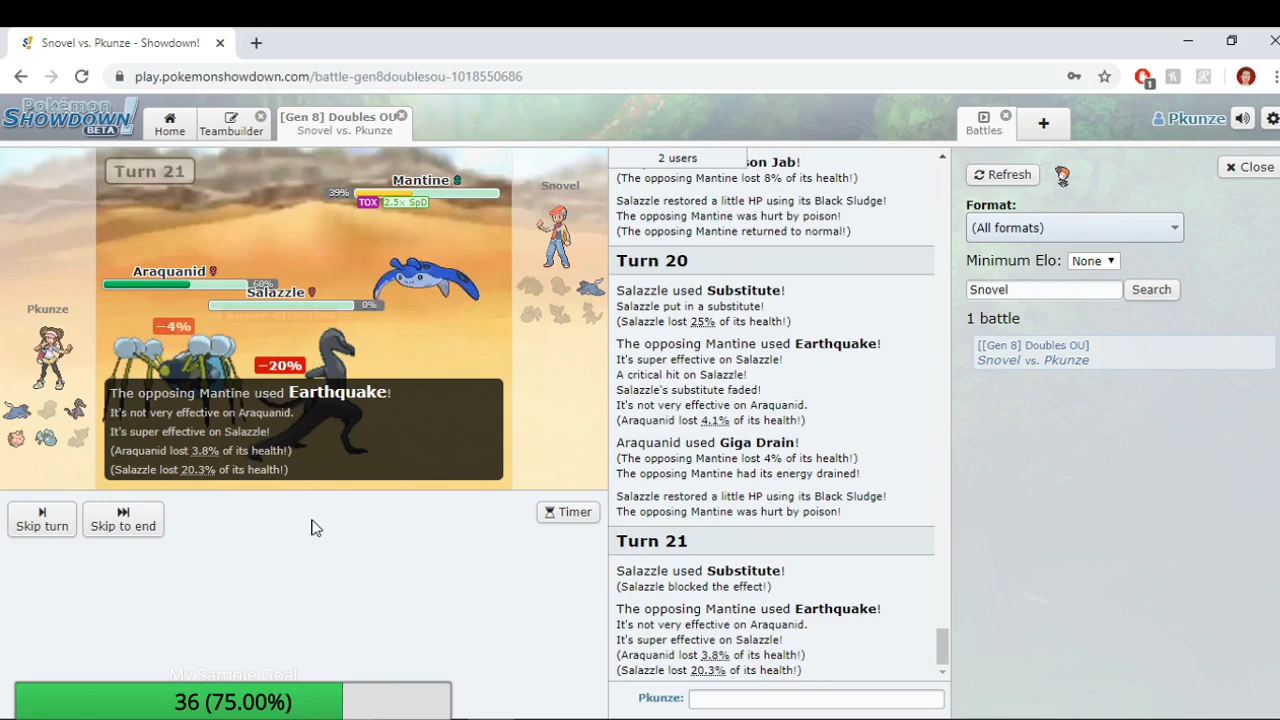 Snovel vs. Pkunze - Showdown!
play.pokemonshowdown.com/battle-gen8doublesou-1018550686
1
Pokémon
SHOWDOWN!
BETA
Home
Teambuilder
[Gen 8] Doubles OU
Snovel vs. Pkunze
Battles
Pkunze
Turn 21
Mantine
39%
TOX 2.5× SpD
Snovel
Araquanid
60%
Salazzle
0%
Pkunze
−4%
−20%
The opposing Mantine used Earthquake!
It's not very effective on Araquanid.
It's super effective on Salazzle!
(Araquanid lost 3.8% of its health!)
(Salazzle lost 20.3% of its health!)
Skip turn
Skip to end
Timer
2 users
son Jab!
(The opposing Mantine lost 8% of its health!)
Salazzle restored a little HP using its Black Sludge!
The opposing Mantine was hurt by poison!
(The opposing Mantine returned to normal!)
Turn 20
Salazzle used Substitute!
Salazzle put in a substitute!
(Salazzle lost 25% of its health!)
The opposing Mantine used Earthquake!
It's super effective on Salazzle!
A critical hit on Salazzle!
Salazzle's substitute faded!
It's not very effective on Araquanid.
(Araquanid lost 4.1% of its health!)
Araquanid used Giga Drain!
(The opposing Mantine lost 4% of its health!)
The opposing Mantine had its energy drained!
Salazzle restored a little HP using its Black Sludge!
The opposing Mantine was hurt by poison!
Turn 21
Salazzle used Substitute!
(Salazzle blocked the effect!)
The opposing Mantine used Earthquake!
It's not very effective on Araquanid.
It's super effective on Salazzle!
(Araquanid lost 3.8% of its health!)
(Salazzle lost 20.3% of its health!)
Pkunze:
Refresh
Close
Format:
(All formats)
Minimum Elo: None
Snovel
Search
1 battle
[[Gen 8] Doubles OU]
Snovel vs. Pkunze
My Sample Goal
36 (75.00%)